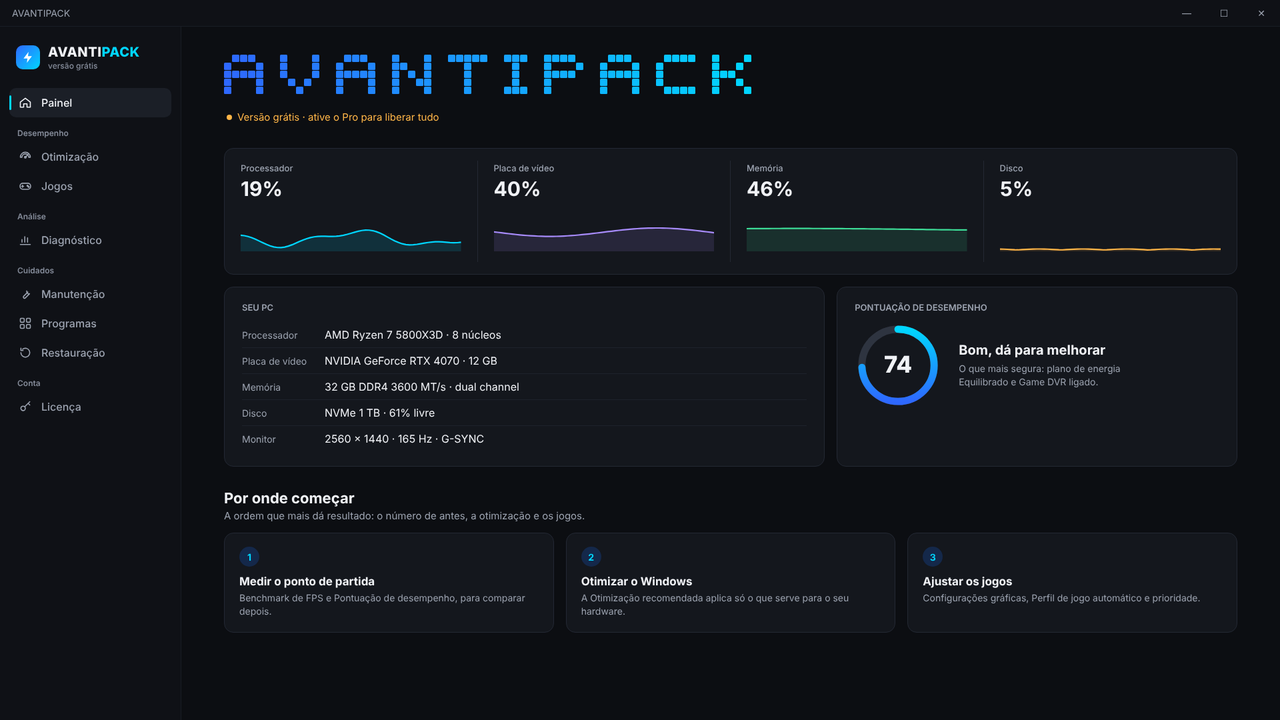 AVANTIPACK
AVANTIPACK
versão grátis
Painel
Desempenho
Otimização
Jogos
Análise
Diagnóstico
Cuidados
Manutenção
Programas
Restauração
Conta
Licença
AVANTIPACK
Versão grátis · ative o Pro para liberar tudo
Processador
19%
Placa de vídeo
40%
Memória
46%
Disco
5%
SEU PC
Processador AMD Ryzen 7 5800X3D · 8 núcleos
Placa de vídeo NVIDIA GeForce RTX 4070 · 12 GB
Memória 32 GB DDR4 3600 MT/s · dual channel
Disco NVMe 1 TB · 61% livre
Monitor 2560 × 1440 · 165 Hz · G-SYNC
PONTUAÇÃO DE DESEMPENHO
74
Bom, dá para melhorar
O que mais segura: plano de energia
Equilibrado e Game DVR ligado.
Por onde começar
A ordem que mais dá resultado: o número de antes, a otimização e os jogos.
1
Medir o ponto de partida
Benchmark de FPS e Pontuação de desempenho, para comparar
depois.
2
Otimizar o Windows
A Otimização recomendada aplica só o que serve para o seu
hardware.
3
Ajustar os jogos
Configurações gráficas, Perfil de jogo automático e prioridade.